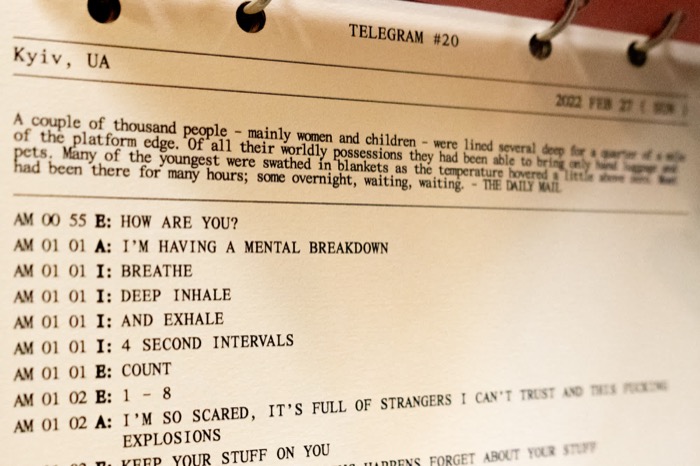 TELEGRAM #20
Kyiv, UA
2022 FEB 27 ( SUN )
A couple of thousand people - mainly women and children - were lined several deep for a quarter of a mile
of the platform edge. Of all their worldly possessions they had been able to bring only hand luggage and
pets. Many of the youngest were swathed in blankets as the temperature hovered a little above zero. Most
had been there for many hours; some overnight, waiting, waiting. - THE DAILY MAIL
AM 00 55 E: HOW ARE YOU?
AM 01 01 A: I'M HAVING A MENTAL BREAKDOWN
AM 01 01 I: BREATHE
AM 01 01 I: DEEP INHALE
AM 01 01 I: AND EXHALE
AM 01 01 I: 4 SECOND INTERVALS
AM 01 01 E: COUNT
AM 01 02 E: 1 - 8
AM 01 02 A: I'M SO SCARED, IT'S FULL OF STRANGERS I CAN'T TRUST AND THIS FUCKING
EXPLOSIONS
KEEP YOUR STUFF ON YOU
HAPPENS FORGET ABOUT YOUR STUFF